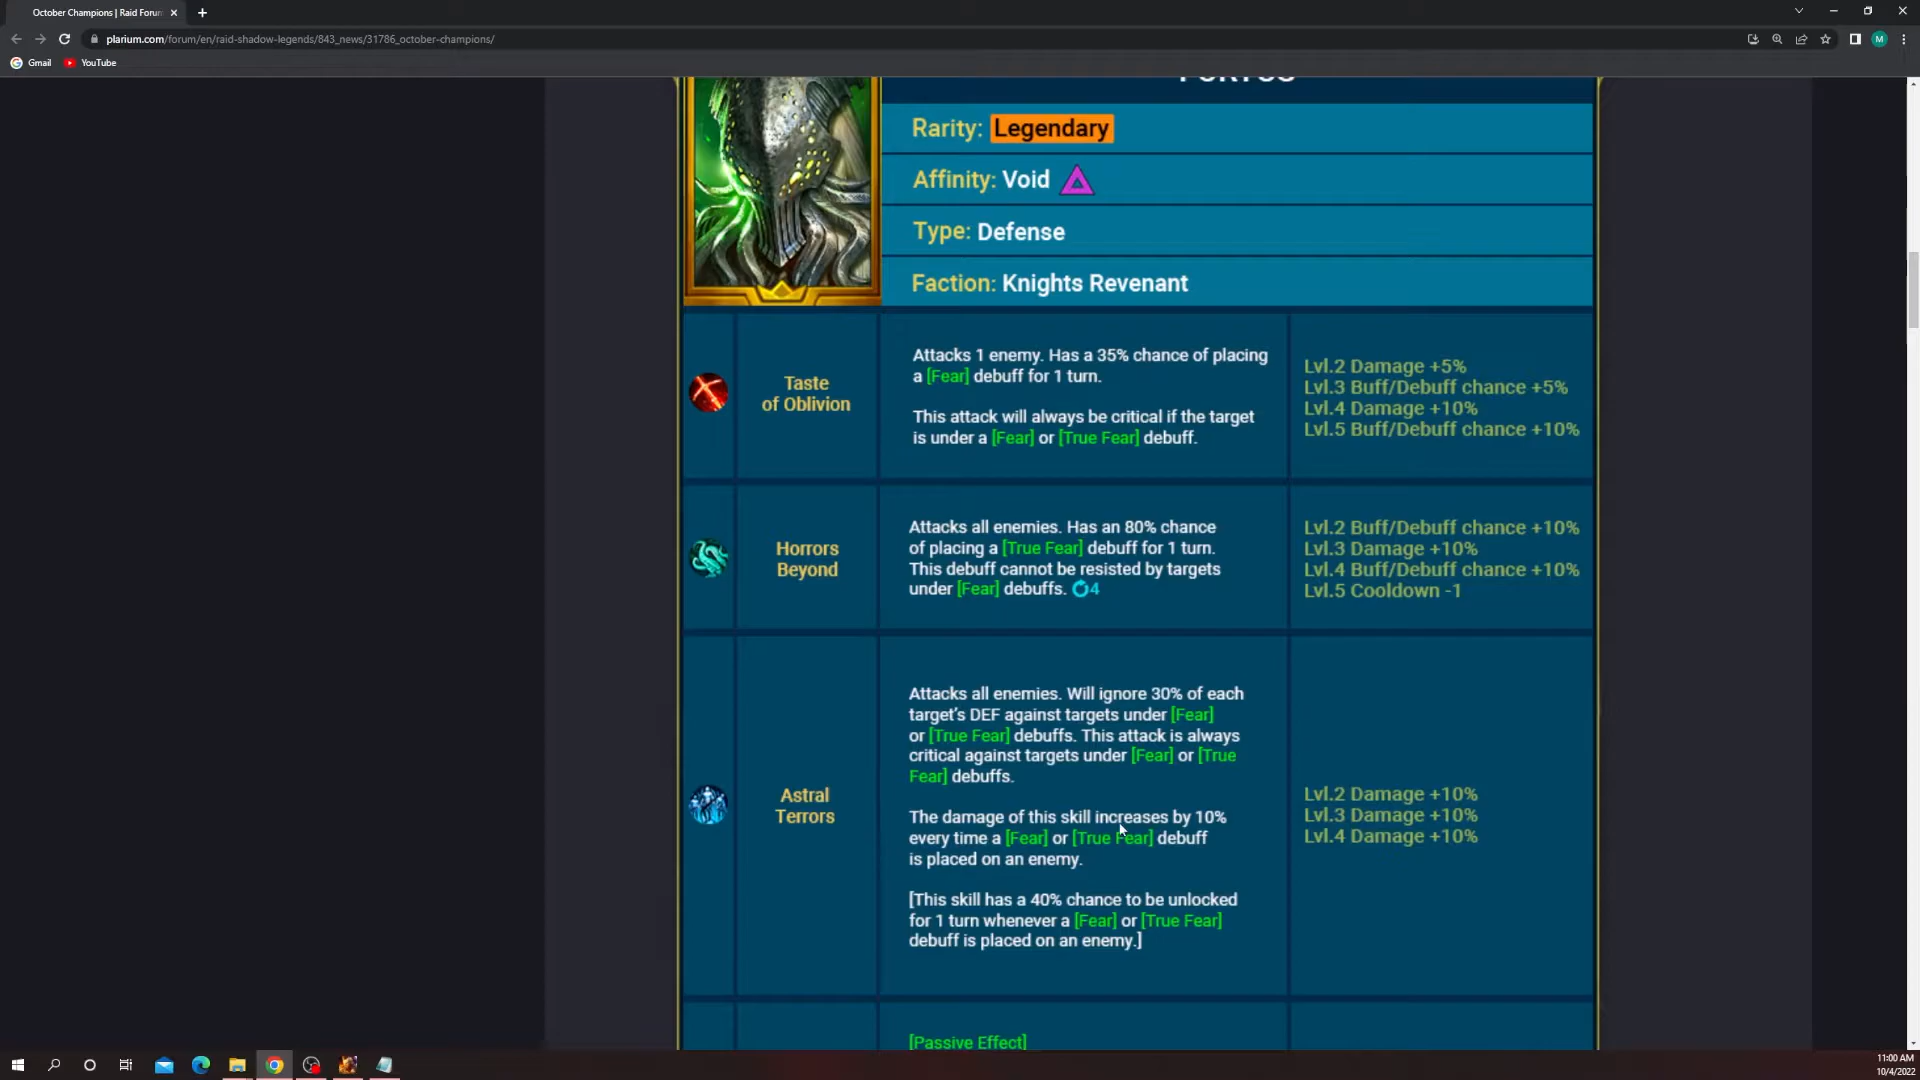 October Champions | Raid Forum
plarium.com/forum/en/raid-shadow-legends/843_news/31786_october-champions/
M
Gmail
YouTube
Rarity: Legendary
Affinity: Void
Type: Defense
Faction: Knights Revenant
Taste
of Oblivion
Attacks 1 enemy. Has a 35% chance of placing
a [Fear] debuff for 1 turn.
This attack will always be critical if the target
is under a [Fear] or [True Fear] debuff.
Lvl.2 Damage +5%
Lvl.3 Buff/Debuff chance +5%
Lvl.4 Damage +10%
Lvl.5 Buff/Debuff chance +10%
Horrors
Beyond
Attacks all enemies. Has an 80% chance
of placing a [True Fear] debuff for 1 turn.
This debuff cannot be resisted by targets
under [Fear] debuffs. 4
Lvl.2 Buff/Debuff chance +10%
Lvl.3 Damage +10%
Lvl.4 Buff/Debuff chance +10%
Lvl.5 Cooldown -1
Astral
Terrors
Attacks all enemies. Will ignore 30% of each
target's DEF against targets under [Fear]
or [True Fear] debuffs. This attack is always
critical against targets under [Fear] or [True
Fear] debuffs.
The damage of this skill increases by 10%
every time a [Fear] or [True Fear] debuff
is placed on an enemy.
[This skill has a 40% chance to be unlocked
for 1 turn whenever a [Fear] or [True Fear]
debuff is placed on an enemy.]
Lvl.2 Damage +10%
Lvl.3 Damage +10%
Lvl.4 Damage +10%
[Passive Effect]
11:00 AM
10/4/2022